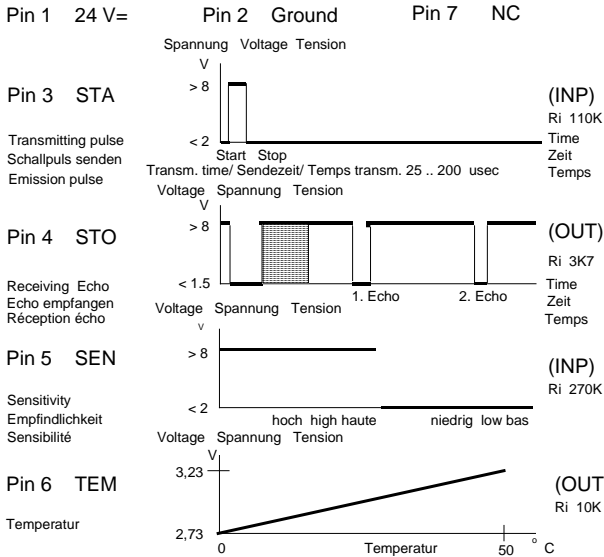 Pin 1 24 V= Pin 2 Ground Pin 7 NC
Spannung Voltage Tension
V
> 8
Pin 3 STA
(INP)
Ri 110K
Transmitting pulse
Schallpuls senden
Emission pulse
< 2
Start Stop
Time
Zeit
Temps
Transm. time/ Sendezeit/ Temps transm. 25 .. 200 usec
Voltage Spannung Tension
V
> 8
Pin 4 STO
(OUT)
Ri 3K7
Receiving Echo
Echo empfangen
Réception écho
< 1.5
1. Echo 2. Echo
Time
Zeit
Temps
Voltage Spannung Tension
V
> 8
Pin 5 SEN
(INP)
Ri 270K
Sensitivity
Empfindlichkeit
Sensibilité
< 2
hoch high haute niedrig low bas
Voltage Spannung Tension
V
3,23
Pin 6 TEM
(OUT
Ri 10K
Temperatur
2,73
0 Temperatur 50 ° C